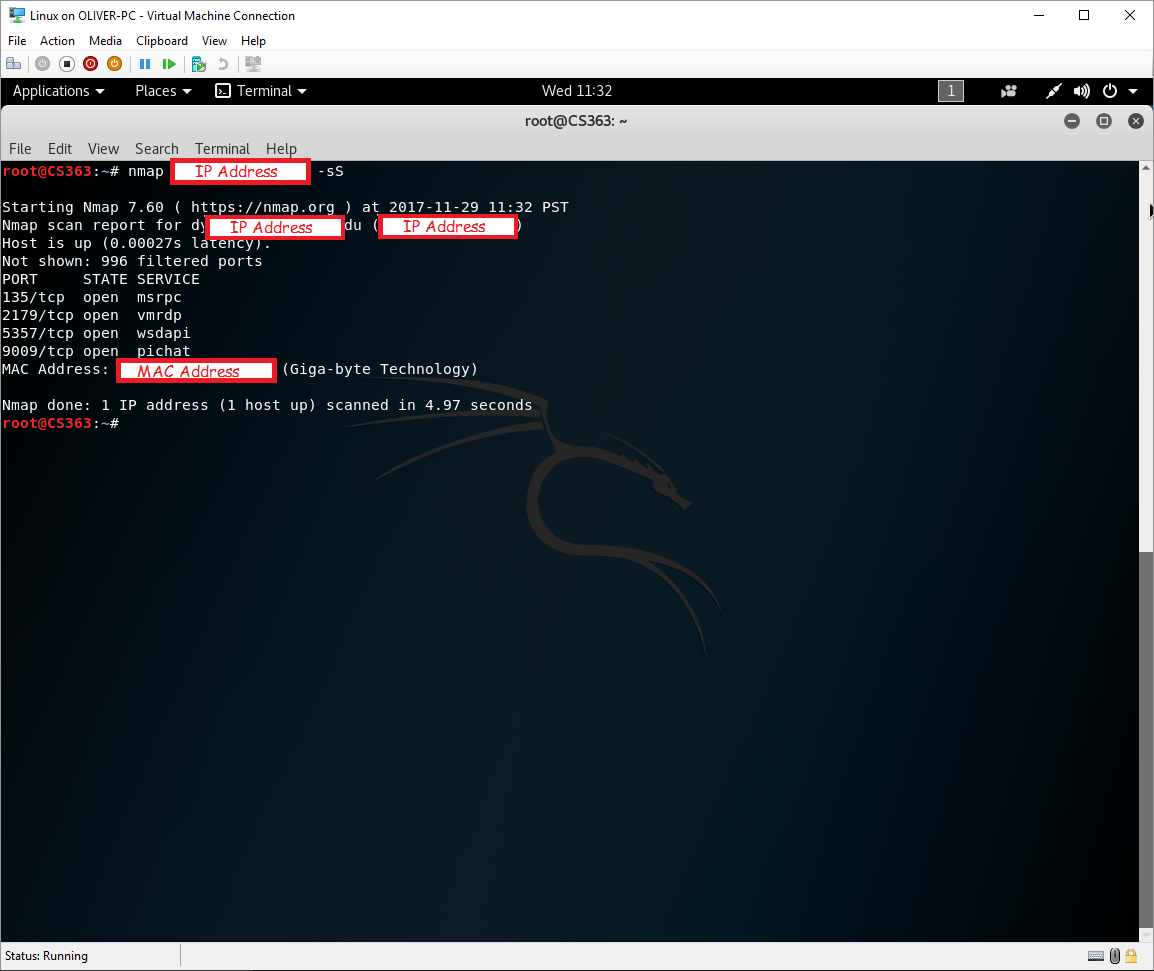 Linux on OLIVER-PC - Virtual Machine Connection
File Action Media Clipboard View Help
Applications Places Terminal Wed 11:32 1
root@CS363: ~
File Edit View Search Terminal Help
root@CS363:~# nmap IP Address -sS
Starting Nmap 7.60 ( https://nmap.org ) at 2017-11-29 11:32 PST
Nmap scan report for dy IP Address du ( IP Address )
Host is up (0.00027s latency).
Not shown: 996 filtered ports
PORT     STATE SERVICE
135/tcp  open  msrpc
2179/tcp open  vmrdp
5357/tcp open  wsdapi
9009/tcp open  pichat
MAC Address: MAC Address (Giga-byte Technology)
Nmap done: 1 IP address (1 host up) scanned in 4.97 seconds
root@CS363:~#
Status: Running